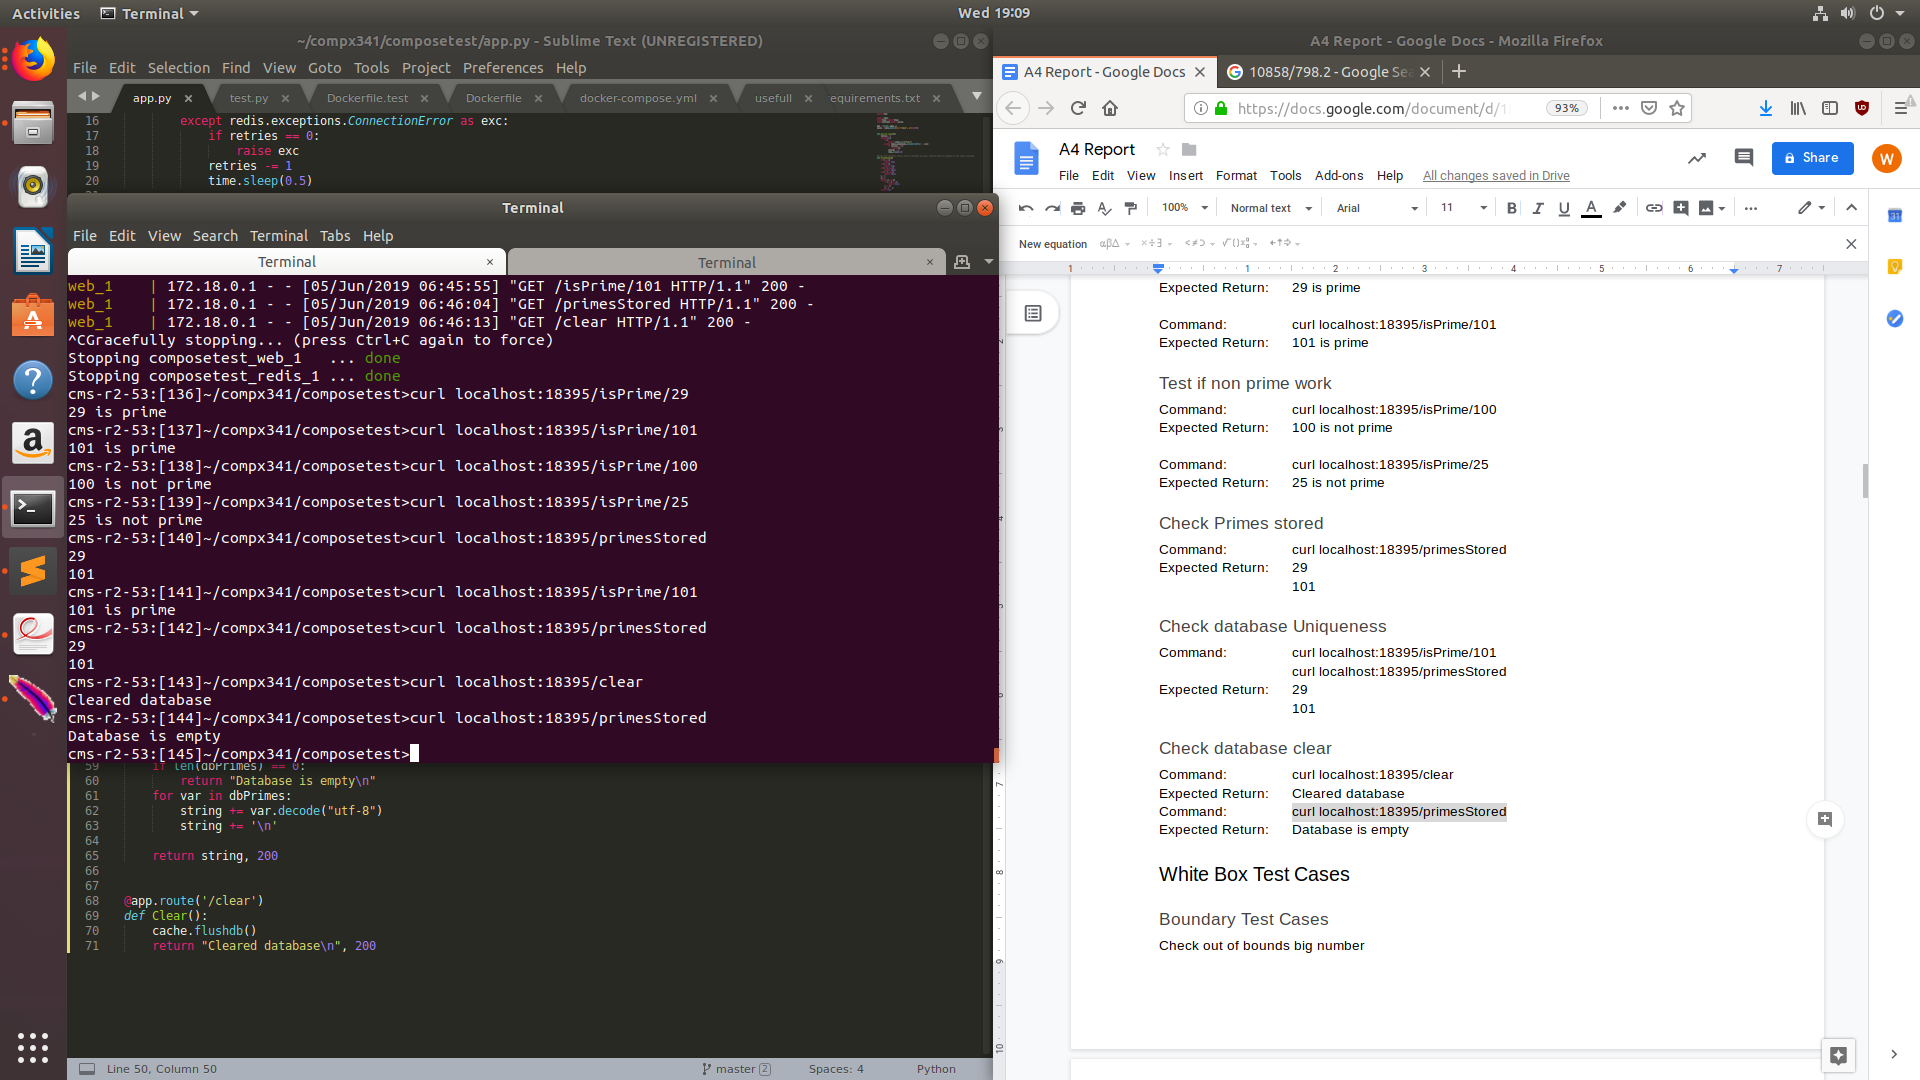 Activities
Terminal
Wed 19:09
~/compx341/composetest/app.py - Sublime Text (UNREGISTERED)
File Edit Selection Find View Goto Tools Project Preferences Help
app.py
test.py
Dockerfile.test
Dockerfile
docker-compose.yml
usefull
equirements.txt
16 except redis.exceptions.ConnectionError as exc:
17 if retries == 0:
18 raise exc
19 retries -= 1
20 time.sleep(0.5)
Terminal
File Edit View Search Terminal Tabs Help
Terminal
Terminal
web_1 | 172.18.0.1 - - [05/Jun/2019 06:45:55] "GET /isPrime/101 HTTP/1.1" 200 -
web_1 | 172.18.0.1 - - [05/Jun/2019 06:46:04] "GET /primesStored HTTP/1.1" 200 -
web_1 | 172.18.0.1 - - [05/Jun/2019 06:46:13] "GET /clear HTTP/1.1" 200 -
^CGracefully stopping... (press Ctrl+C again to force)
Stopping composetest_web_1 ... done
Stopping composetest_redis_1 ... done
cms-r2-53:[136]~/compx341/composetest>curl localhost:18395/isPrime/29
29 is prime
cms-r2-53:[137]~/compx341/composetest>curl localhost:18395/isPrime/101
101 is prime
cms-r2-53:[138]~/compx341/composetest>curl localhost:18395/isPrime/100
100 is not prime
cms-r2-53:[139]~/compx341/composetest>curl localhost:18395/isPrime/25
25 is not prime
cms-r2-53:[140]~/compx341/composetest>curl localhost:18395/primesStored
29
101
cms-r2-53:[141]~/compx341/composetest>curl localhost:18395/isPrime/101
101 is prime
cms-r2-53:[142]~/compx341/composetest>curl localhost:18395/primesStored
29
101
cms-r2-53:[143]~/compx341/composetest>curl localhost:18395/clear
Cleared database
cms-r2-53:[144]~/compx341/composetest>curl localhost:18395/primesStored
Database is empty
cms-r2-53:[145]~/compx341/composetest>
59 if len(dbPrimes) == 0:
60 return "Database is empty\n"
61 for var in dbPrimes:
62 string += var.decode("utf-8")
63 string += '\n'
64
65 return string, 200
66
67
68 @app.route('/clear')
69 def Clear():
70 cache.flushdb()
71 return "Cleared database\n", 200
Line 50, Column 50
master 2
Spaces: 4
Python
A4 Report - Google Docs - Mozilla Firefox
A4 Report - Google Docs
10858/798.2 - Google Se
https://docs.google.com/document/d/1
93%
A4 Report
File Edit View Insert Format Tools Add-ons Help All changes saved in Drive
Share
W
100% Normal text Arial 11 B I U A
New equation
1 1 2 3 4 5 6 7
Expected Return: 29 is prime
Command: curl localhost:18395/isPrime/101
Expected Return: 101 is prime
Test if non prime work
Command: curl localhost:18395/isPrime/100
Expected Return: 100 is not prime
Command: curl localhost:18395/isPrime/25
Expected Return: 25 is not prime
Check Primes stored
Command: curl localhost:18395/primesStored
Expected Return: 29
101
Check database Uniqueness
Command: curl localhost:18395/isPrime/101
curl localhost:18395/primesStored
Expected Return: 29
101
Check database clear
Command: curl localhost:18395/clear
Expected Return: Cleared database
Command: curl localhost:18395/primesStored
Expected Return: Database is empty
White Box Test Cases
Boundary Test Cases
Check out of bounds big number